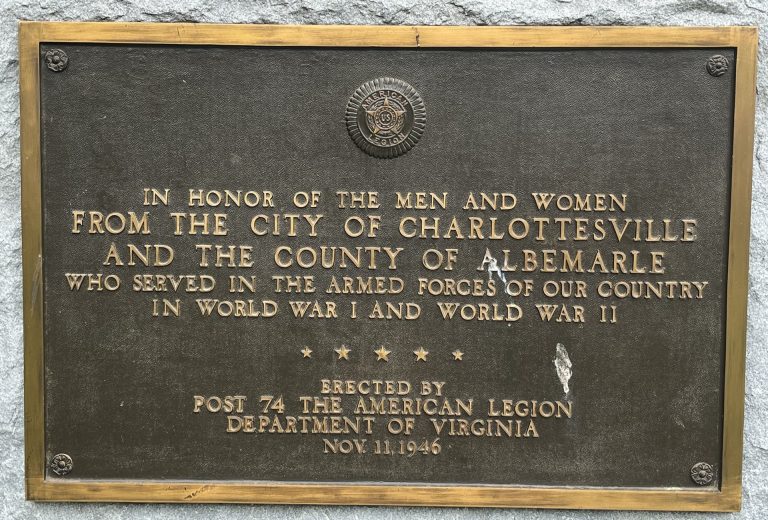 AMERICAN
US
LEGION
IN HONOR OF THE MEN AND WOMEN
FROM THE CITY OF CHARLOTTESVILLE
AND THE COUNTY OF ALBEMARLE
WHO SERVED IN THE ARMED FORCES OF OUR COUNTRY
IN WORLD WAR I AND WORLD WAR II
ERECTED BY
POST 74 THE AMERICAN LEGION
DEPARTMENT OF VIRGINIA
NOV. 11, 1946